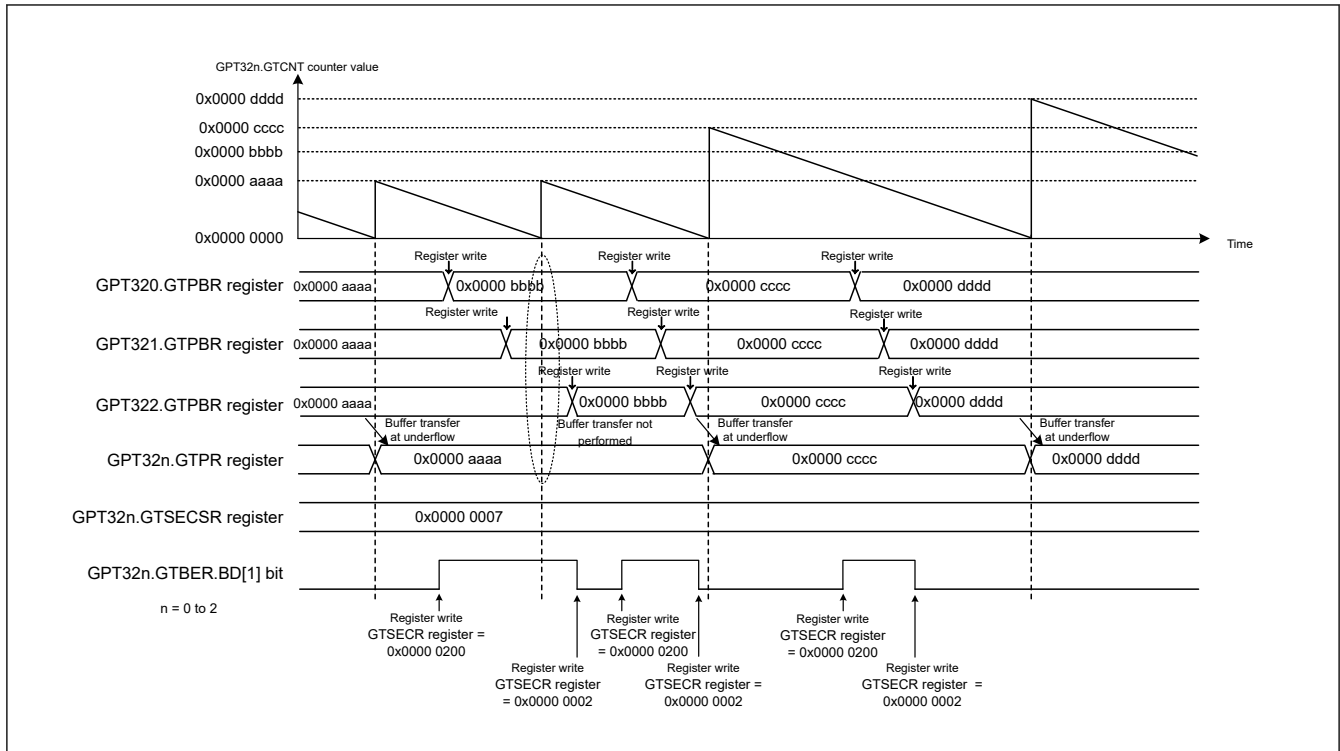 GPT32n.GTCNT counter value
0x0000 dddd
0x0000 cccc
0x0000 bbbb
0x0000 aaaa
0x0000 0000
Time
Register write
Register write
Register write
GPT320.GTPBR register
0x0000 aaaa
0x0000 bbbb
0x0000 cccc
0x0000 dddd
Register write
Register write
Register write
GPT321.GTPBR register
0x0000 aaaa
0x0000 bbbb
0x0000 cccc
0x0000 dddd
Register write
Register write
Register write
GPT322.GTPBR register
0x0000 aaaa
0x0000 bbbb
0x0000 cccc
0x0000 dddd
Buffer transfer
at underflow
Buffer transfer not
performed
Buffer transfer
at underflow
Buffer transfer
at underflow
GPT32n.GTPR register
0x0000 aaaa
0x0000 cccc
0x0000 dddd
GPT32n.GTSECSR register
0x0000 0007
GPT32n.GTBER.BD[1] bit
n = 0 to 2
Register write
GTSECR register =
0x0000 0200
Register write
GTSECR register
= 0x0000 0002
Register write
GTSECR register
= 0x0000 0200
Register write
GTSECR register =
0x0000 0002
Register write
GTSECR register
= 0x0000 0200
Register write
GTSECR register =
0x0000 0002